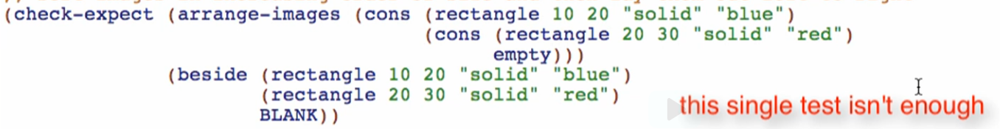 (check-expect (arrange-images (cons (rectangle 10 20 "solid" "blue")
(cons (rectangle 20 30 "solid" "red")
empty)))
(beside (rectangle 10 20 "solid" "blue")
(rectangle 20 30 "solid" "red")
BLANK))
this single test isn't enough